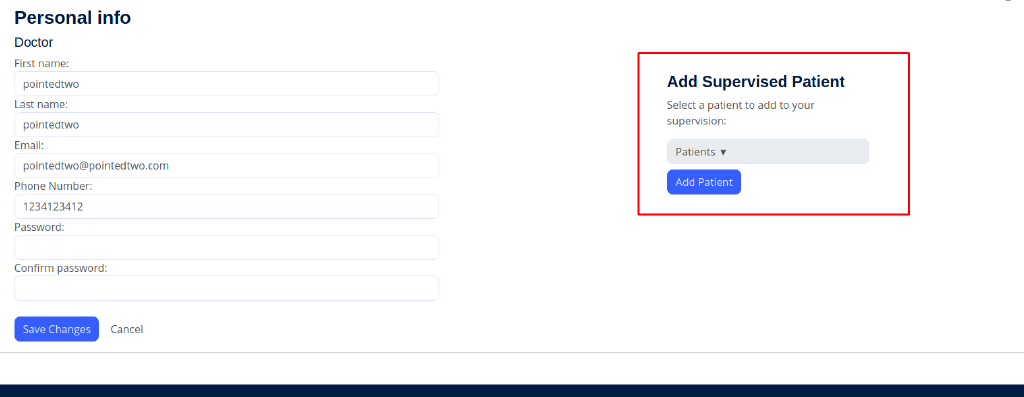 Personal info
Doctor
First name:
pointedtwo
Last name:
pointedtwo
Email:
pointedtwo@pointedtwo.com
Phone Number:
1234123412
Password:
Confirm password:
Save Changes Cancel
Add Supervised Patient
Select a patient to add to your
supervision:
Patients ▼
Add Patient